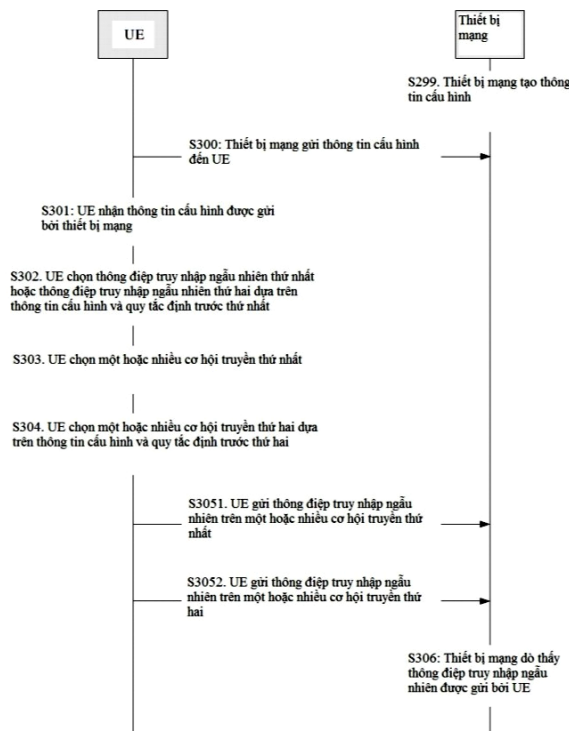 UE
Thiết bị
mạng
S299. Thiết bị mạng tạo thông
tin cấu hình
S300: Thiết bị mạng gửi thông tin cấu hình
đến UE
S301: UE nhận thông tin cấu hình được gửi
bởi thiết bị mạng
S302. UE chọn thông điệp truy nhập ngẫu nhiên thứ nhất
hoặc thông điệp truy nhập ngẫu nhiên thứ hai dựa trên
thông tin cấu hình và quy tắc định trước thứ nhất
S303. UE chọn một hoặc nhiều cơ hội truyền thứ nhất
S304. UE chọn một hoặc nhiều cơ hội truyền thứ hai dựa
trên thông tin cấu hình và quy tắc định trước thứ hai
S3051. UE gửi thông điệp truy nhập ngẫu
nhiên trên một hoặc nhiều cơ hội truyền thứ
nhất
S3052. UE gửi thông điệp truy nhập ngẫu
nhiên trên một hoặc nhiều cơ hội truyền thứ
hai
S306: Thiết bị mạng dò thấy
thông điệp truy nhập ngẫu
nhiên được gửi bởi UE